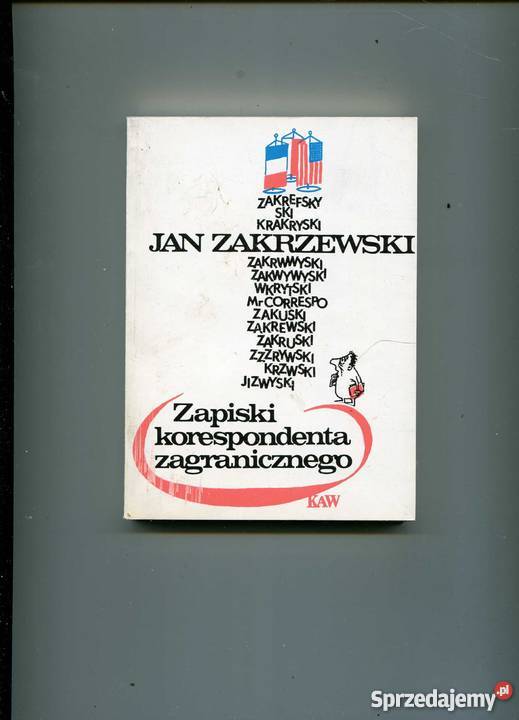 ZAKREFSKY
SKI
KRAKRYSKI
JAN ZAKRZEWSKI
ZAKRWWYSKI
ZAKWYWYSKI
WKRYTSKI
Mr CORRESPO
ZAKUSKI
ZAKREWSKI
ZAKRUSKI
ZZZRYWSKI
KRZWSKI
JIZWYSKI
Zapiski
korespondenta
zagranicznego
KAW
Sprzedajemy.pl